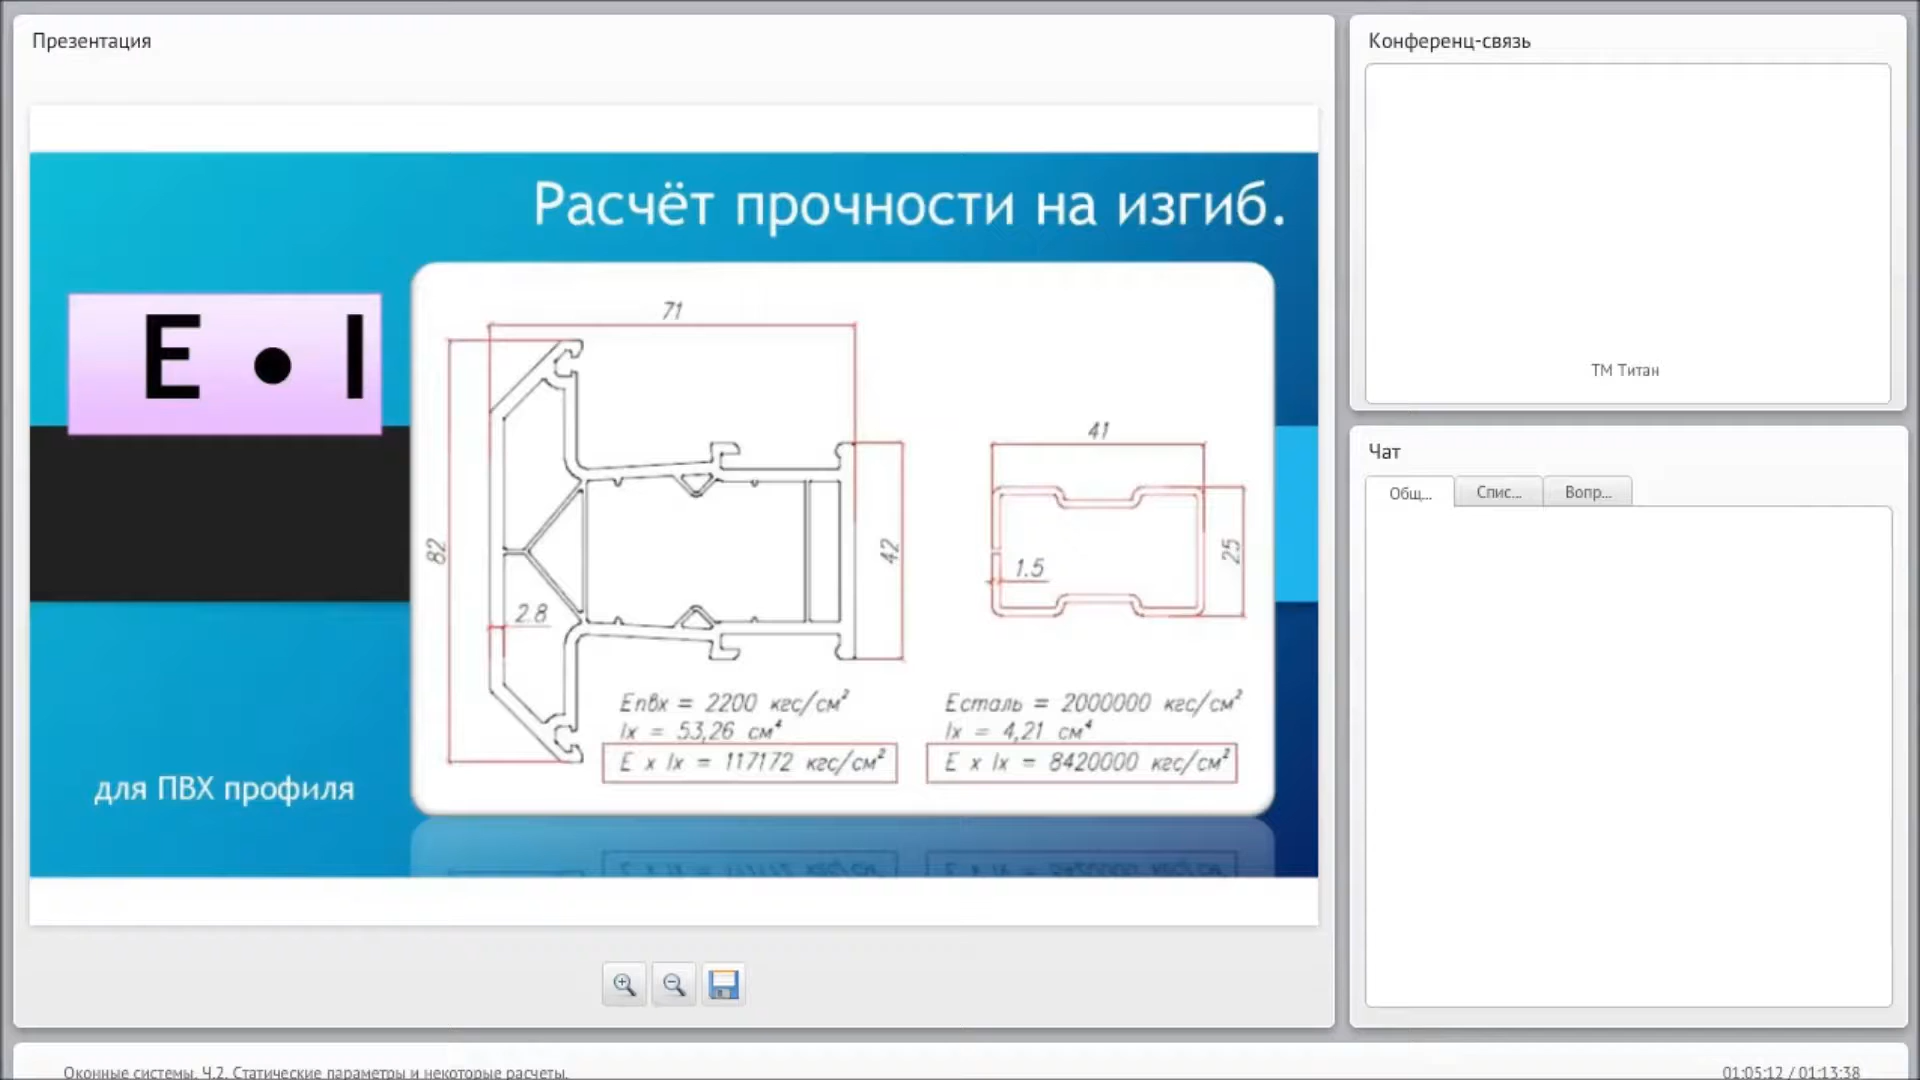 Презентация
Расчёт прочности на изгиб.
E • I
71
82
2.8
42
41
1.5
25
Eпвх = 2200 кгс/см²
Ix = 53,26 см⁴
E x Ix = 117172 кгс/см²
Eсталь = 2000000 кгс/см²
Ix = 4,21 см⁴
E x Ix = 8420000 кгс/см²
для ПВХ профиля
Конференц-связь
ТМ Титан
Чат
Общ...
Спис...
Вопр...
Оконные системы. Ч.2. Статические параметры и некоторые расчеты.
01:05:12 / 01:13:38